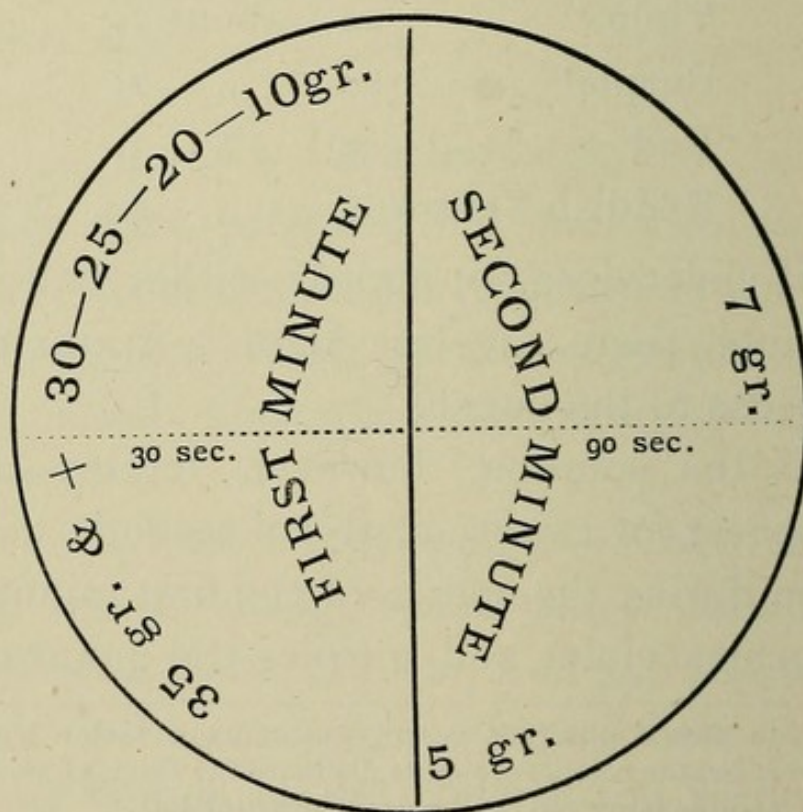 35 gr. & +
30—25—20—10gr.
FIRST MINUTE
30 sec.
SECOND MINUTE
90 sec.
7 gr.
5 gr.